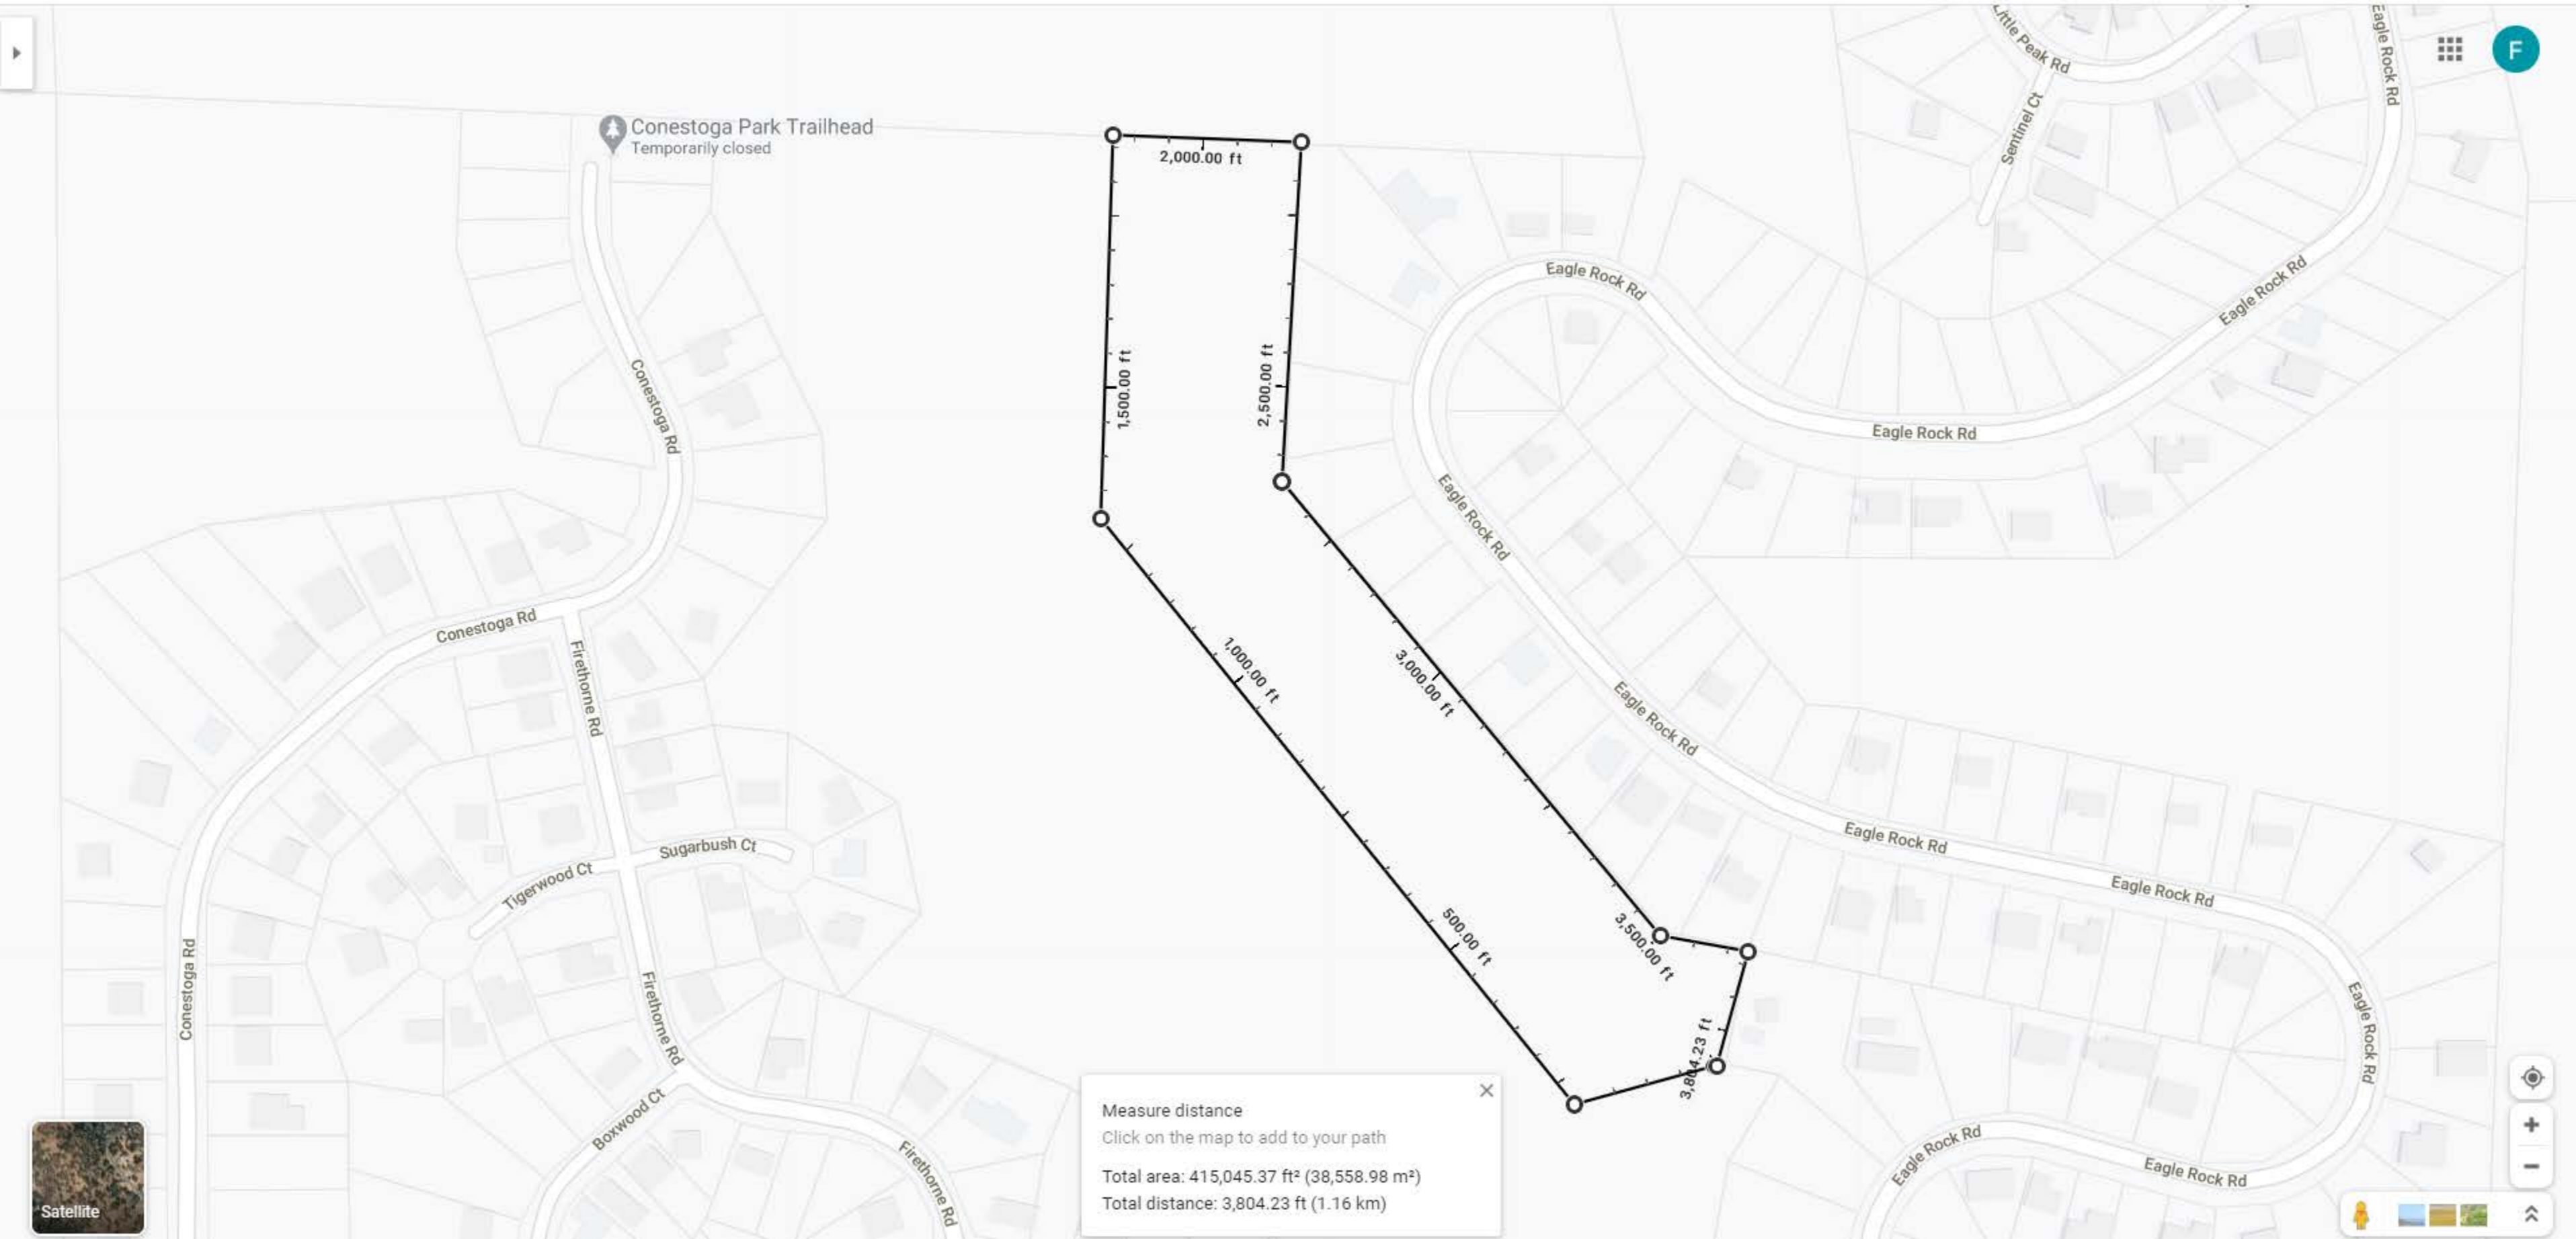 Little Peak Rd
Eagle Rock Rd
F
Conestoga Park Trailhead
Temporarily closed
2,000.00 ft
Sentinel Ct
Eagle Rock Rd
Eagle Rock Rd
1,500.00 ft
2,500.00 ft
Conestoga Rd
Eagle Rock Rd
Eagle Rock Rd
Conestoga Rd
Firethorne Rd
1,000.00 ft
3,000.00 ft
Eagle Rock Rd
Sugarbush Ct
Tigerwood Ct
Eagle Rock Rd
Eagle Rock Rd
500.00 ft
3,500.00 ft
Conestoga Rd
Firethorne Rd
Eagle Rock Rd
3,804.23 ft
Boxwood Ct
Firethorne Rd
Eagle Rock Rd
Eagle Rock Rd
Measure distance
Click on the map to add to your path
Total area: 415,045.37 ft² (38,558.98 m²)
Total distance: 3,804.23 ft (1.16 km)
Satellite